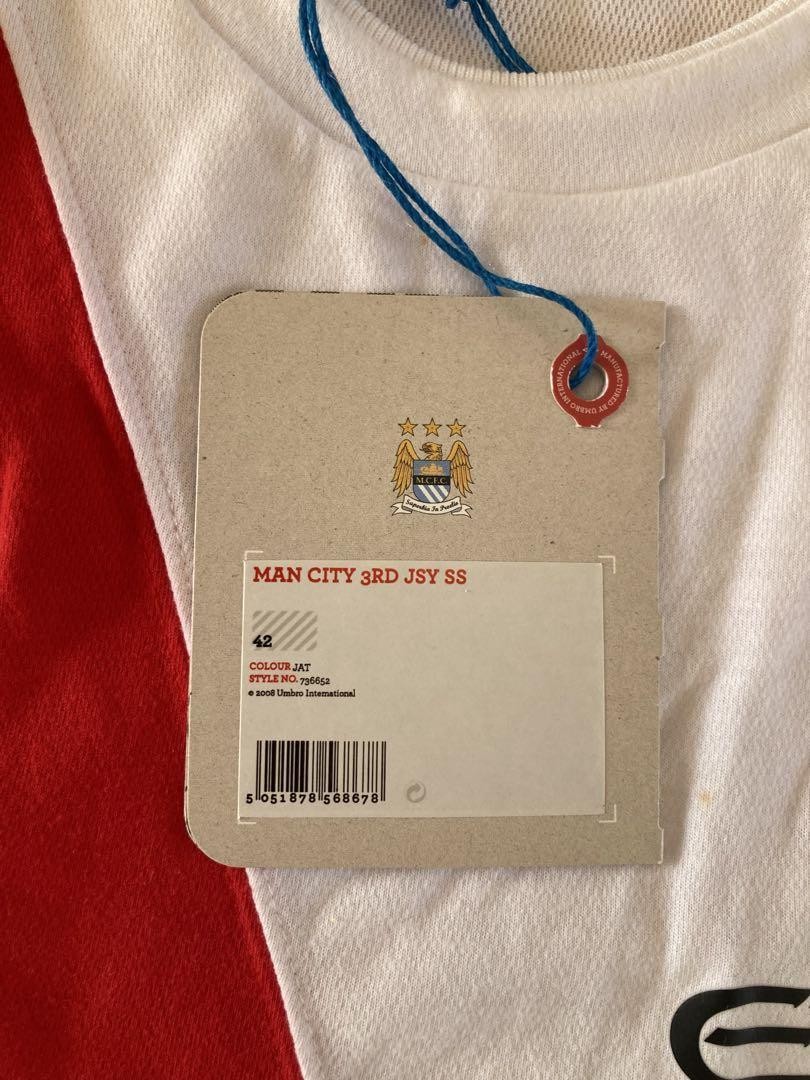 MANUFACTURED BY UMBRO INTERNATIONAL
M.C.F.C.
Superbia In Prœlio
MAN CITY 3RD JSY SS
42
COLOUR JAT
STYLE NO. 736652
© 2008 Umbro International
5 051878 568678